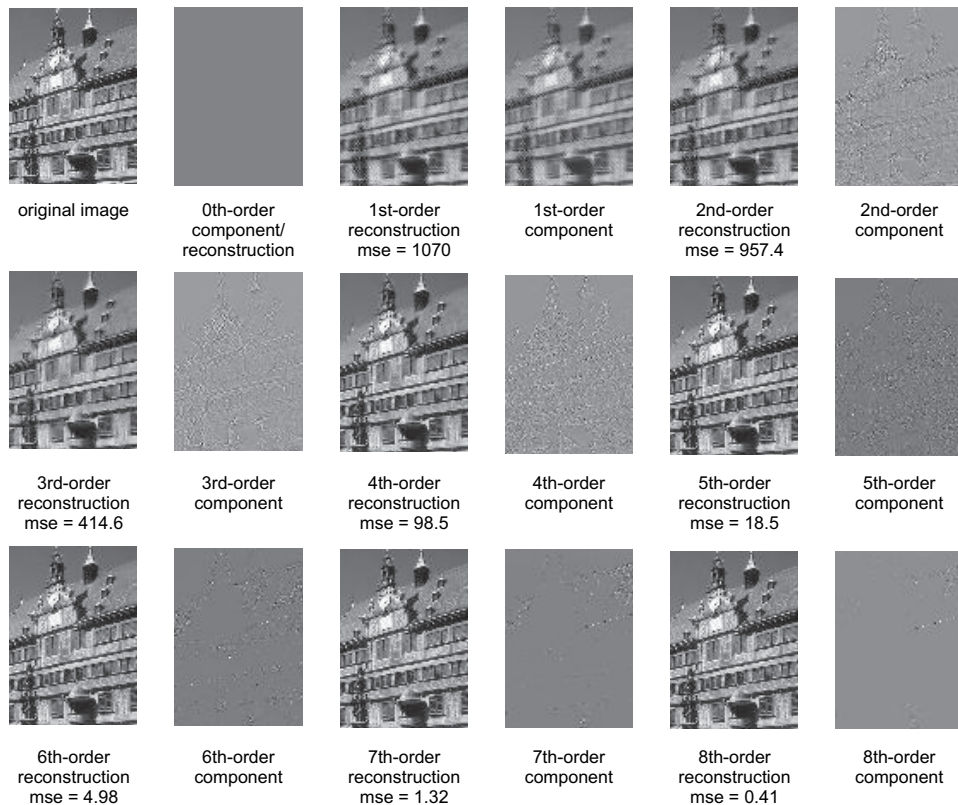 original image
0th-order
component/
reconstruction
1st-order
reconstruction
mse = 1070
1st-order
component
2nd-order
reconstruction
mse = 957.4
2nd-order
component
3rd-order
reconstruction
mse = 414.6
3rd-order
component
4th-order
reconstruction
mse = 98.5
4th-order
component
5th-order
reconstruction
mse = 18.5
5th-order
component
6th-order
reconstruction
mse = 4.98
6th-order
component
7th-order
reconstruction
mse = 1.32
7th-order
component
8th-order
reconstruction
mse = 0.41
8th-order
component